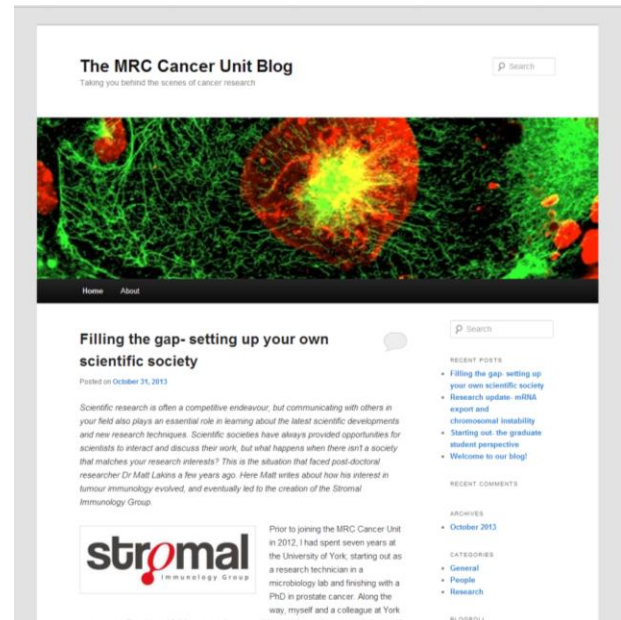 The MRC Cancer Unit Blog
Taking you behind the scenes of cancer research
Search
Home About
Filling the gap- setting up your own
scientific society
Posted on October 31, 2013
Scientific research is often a competitive endeavour, but communicating with others in
your field also plays an essential role in learning about the latest scientific developments
and new research techniques. Scientific societies have always provided opportunities for
scientists to interact and discuss their work, but what happens when there isn't a society
that matches your research interests? This is the situation that faced post-doctoral
researcher Dr Matt Lakins a few years ago. Here Matt writes about how his interest in
tumour immunology evolved, and eventually led to the creation of the Stromal
Immunology Group.
stromal
Immunology Group
Prior to joining the MRC Cancer Unit
in 2012, I had spent seven years at
the University of York; starting out as
a research technician in a
microbiology lab and finishing with a
PhD in prostate cancer. Along the
way, myself and a colleague at York
Search
RECENT POSTS
Filling the gap- setting up
your own scientific society
Research update- mRNA
export and
chromosomal instability
Starting out- the graduate
student perspective
Welcome to our blog!
RECENT COMMENTS
ARCHIVES
October 2013
CATEGORIES
General
People
Research